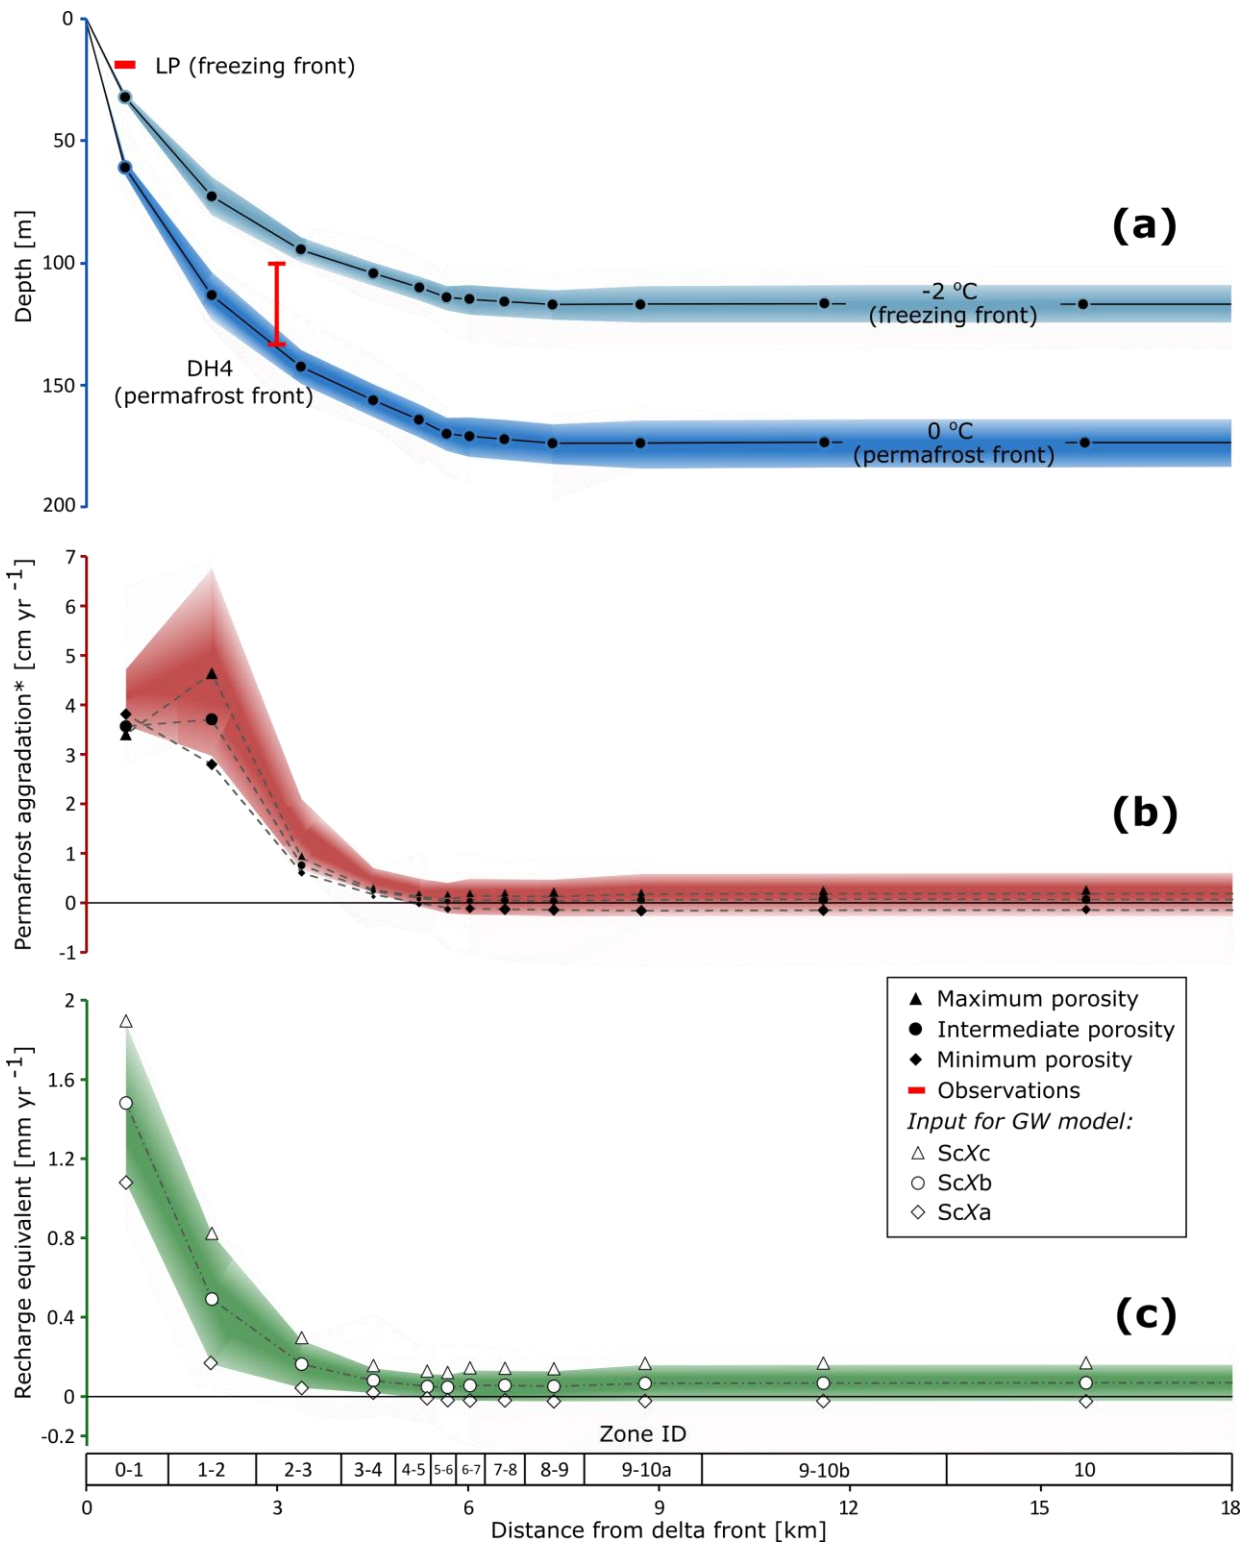 0
50
100
150
200
Depth [m]
LP (freezing front)
DH4
(permafrost front)
(a)
-2 °C
(freezing front)
0 °C
(permafrost front)
7
6
5
4
3
2
1
0
-1
Permafrost aggradation* [cm yr -1]
(b)
2
1.6
1.2
0.8
0.4
0
-0.2
Recharge equivalent [mm yr -1]
Maximum porosity
Intermediate porosity
Minimum porosity
Observations
Input for GW model:
ScXc
ScXb
ScXa
(c)
Zone ID
0-1 1-2 2-3 3-4 4-5 5-6 6-7 7-8 8-9 9-10a 9-10b 10
0 3 6 9 12 15 18
Distance from delta front [km]